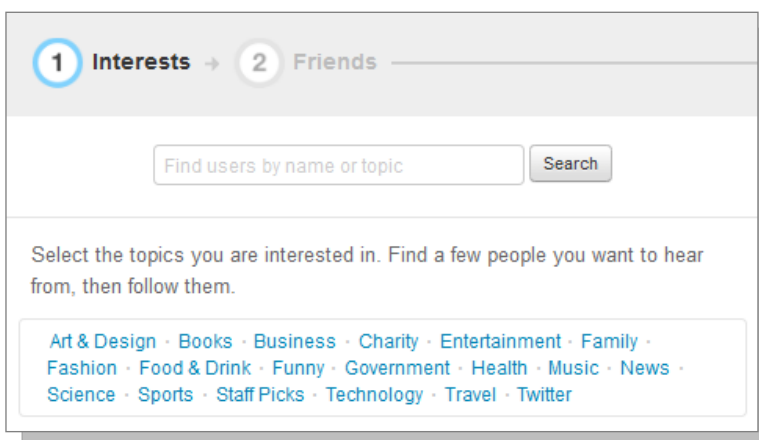 1 Interests → 2 Friends
Find users by name or topic Search
Select the topics you are interested in. Find a few people you want to hear
from, then follow them.
Art & Design · Books · Business · Charity · Entertainment · Family ·
Fashion · Food & Drink · Funny · Government · Health · Music · News ·
Science · Sports · Staff Picks · Technology · Travel · Twitter